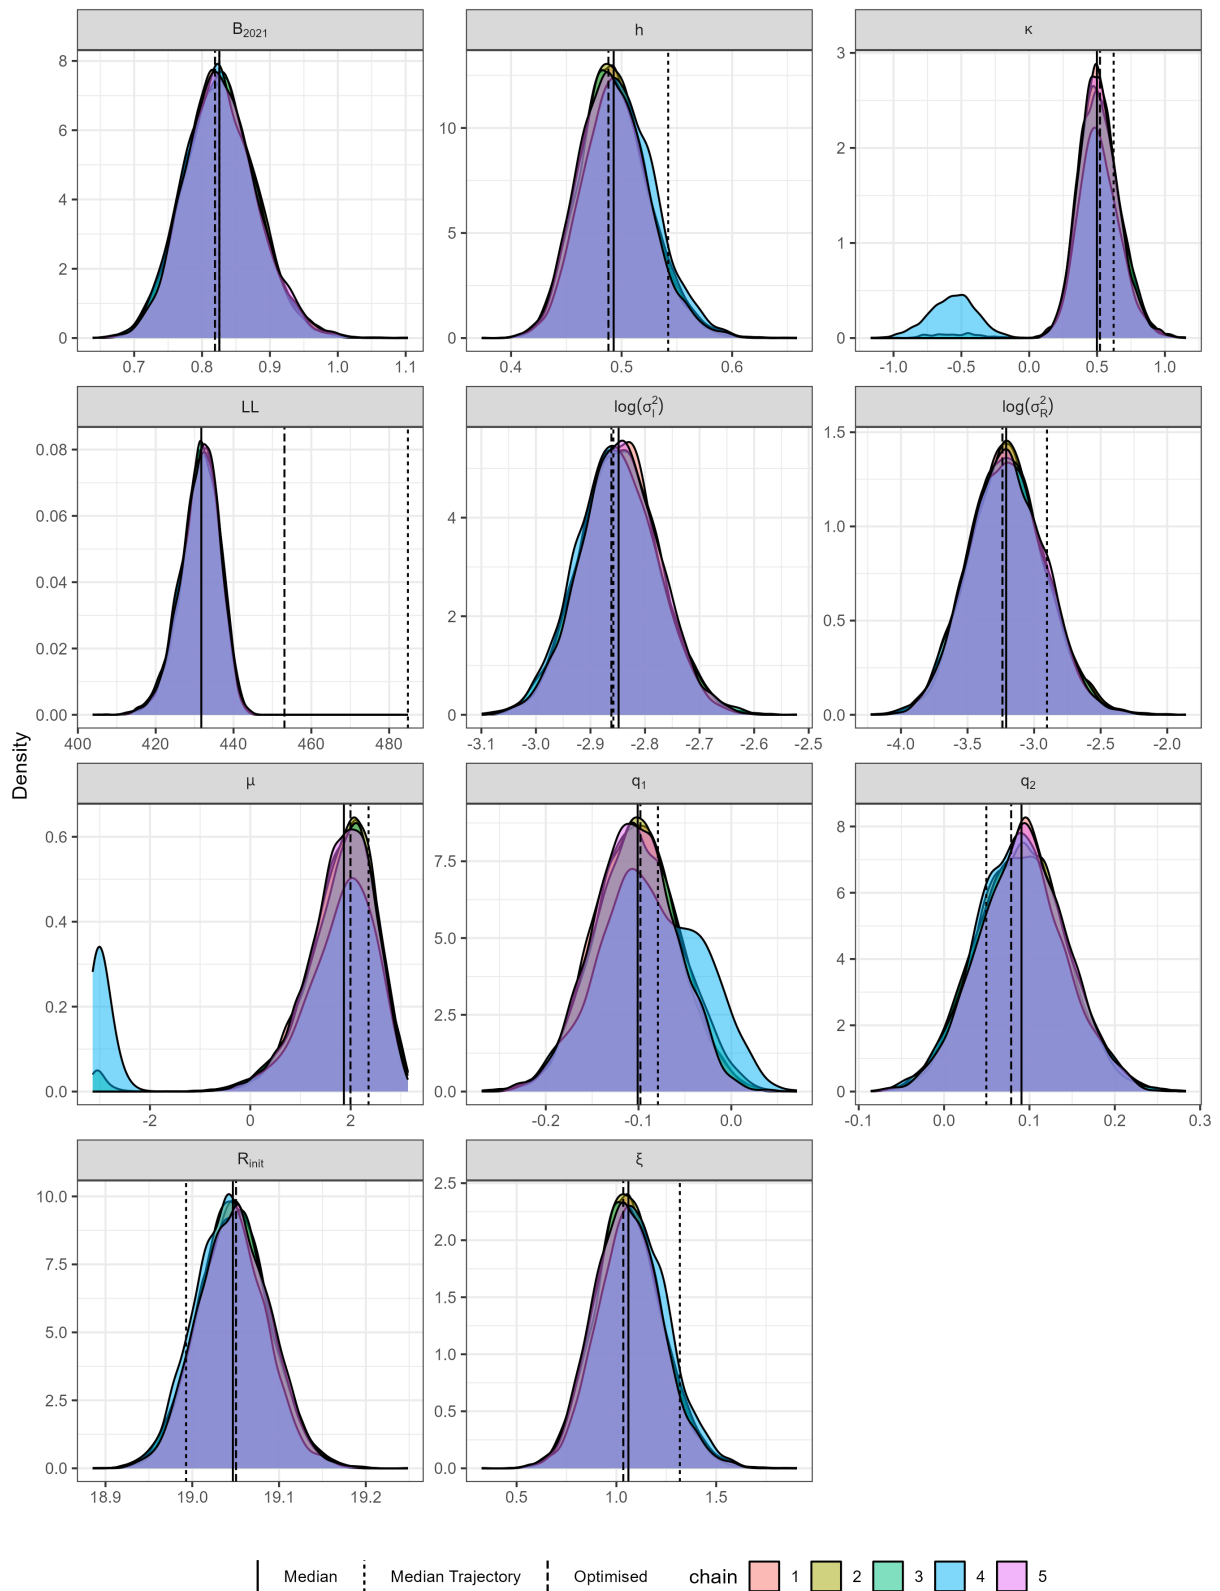 B2021 h κ
8 6 4 2 0
10 5 0
3 2 1 0
0.7 0.8 0.9 1.0 1.1
0.4 0.5 0.6
-1.0 -0.5 0.0 0.5 1.0
LL log(σI2) log(σR2)
0.08 0.06 0.04 0.02 0.00
4 2 0
1.5 1.0 0.5 0.0
400 420 440 460 480
-3.1 -3.0 -2.9 -2.8 -2.7 -2.6 -2.5
-4.0 -3.5 -3.0 -2.5 -2.0
Density
μ q1 q2
0.6 0.4 0.2 0.0
7.5 5.0 2.5 0.0
8 6 4 2 0
-2 0 2
-0.2 -0.1 0.0
-0.1 0.0 0.1 0.2 0.3
Rinit ξ
10.0 7.5 5.0 2.5 0.0
2.5 2.0 1.5 1.0 0.5 0.0
18.9 19.0 19.1 19.2
0.5 1.0 1.5
Median Median Trajectory Optimised chain 1 2 3 4 5